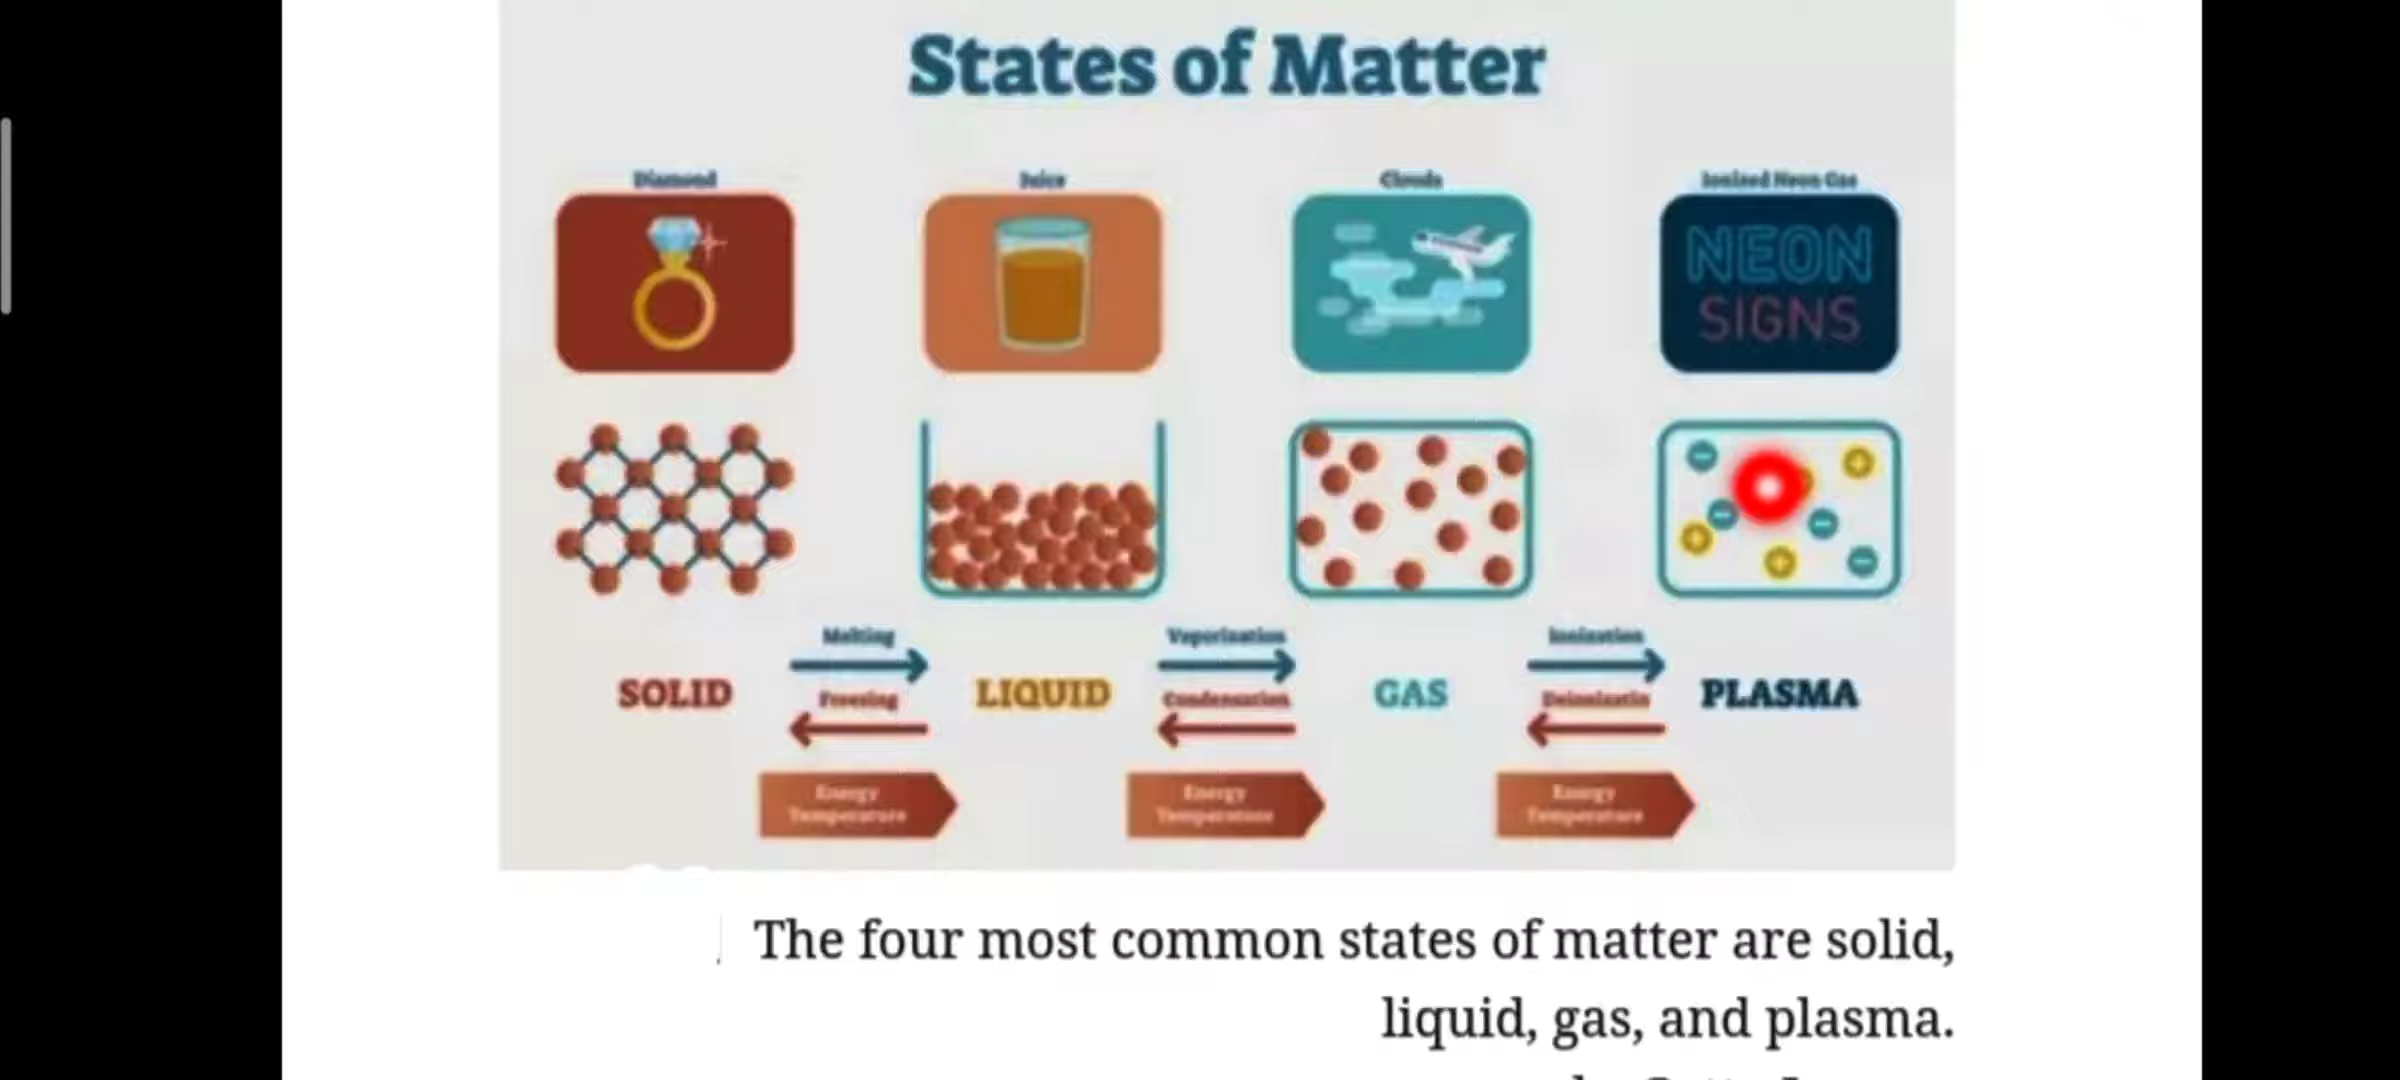 States of Matter
Diamond
Juice
Clouds
Ionized Neon Gas
NEON
SIGNS
Melting
Vaporization
Ionization
SOLID
LIQUID
GAS
PLASMA
Freezing
Condensation
Deionizatin
Energy
Temperature
Energy
Temperature
Energy
Temperature
The four most common states of matter are solid,
liquid, gas, and plasma.